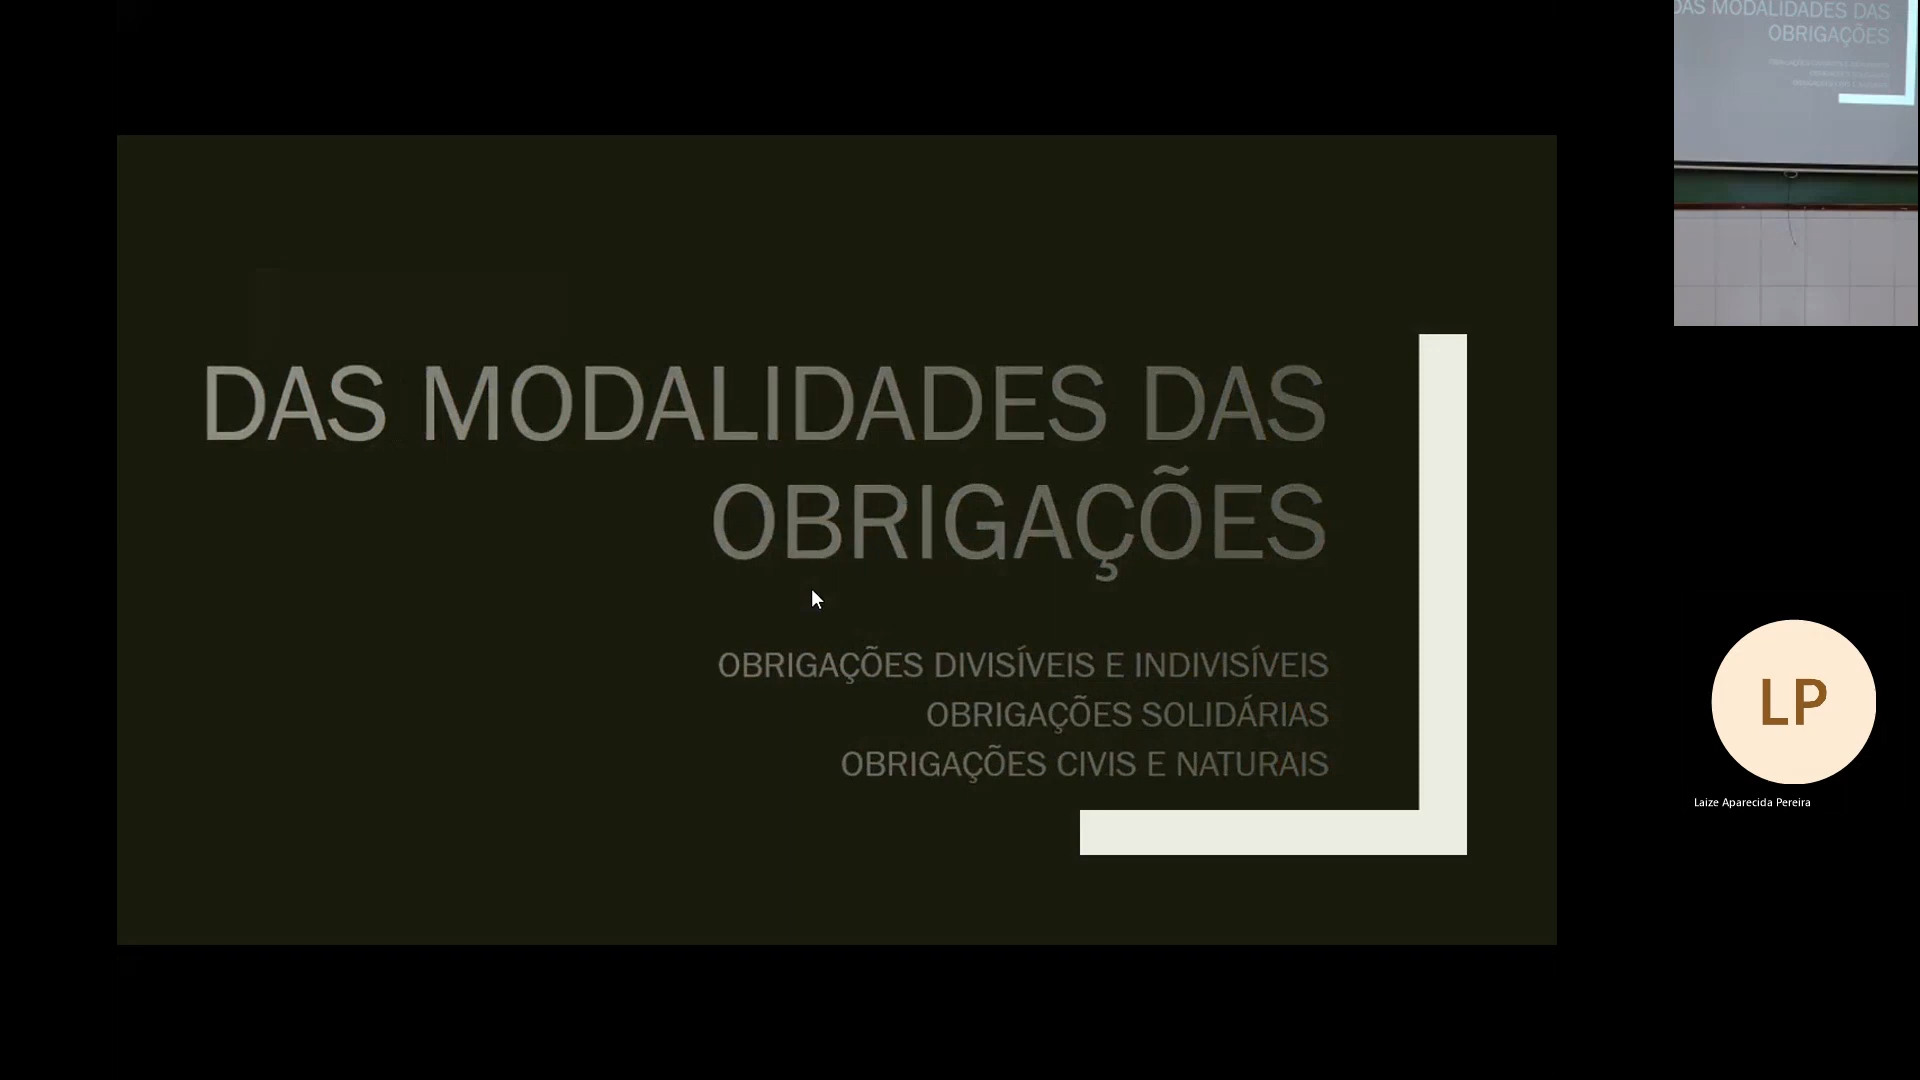 DAS MODALIDADES DAS
OBRIGAÇÕES
OBRIGAÇÕES DIVISÍVEIS E INDIVISÍVEIS
OBRIGAÇÕES SOLIDÁRIAS
OBRIGAÇÕES CIVIS E NATURAIS
DAS MODALIDADES DAS
OBRIGAÇÕES
LP
Laize Aparecida Pereira